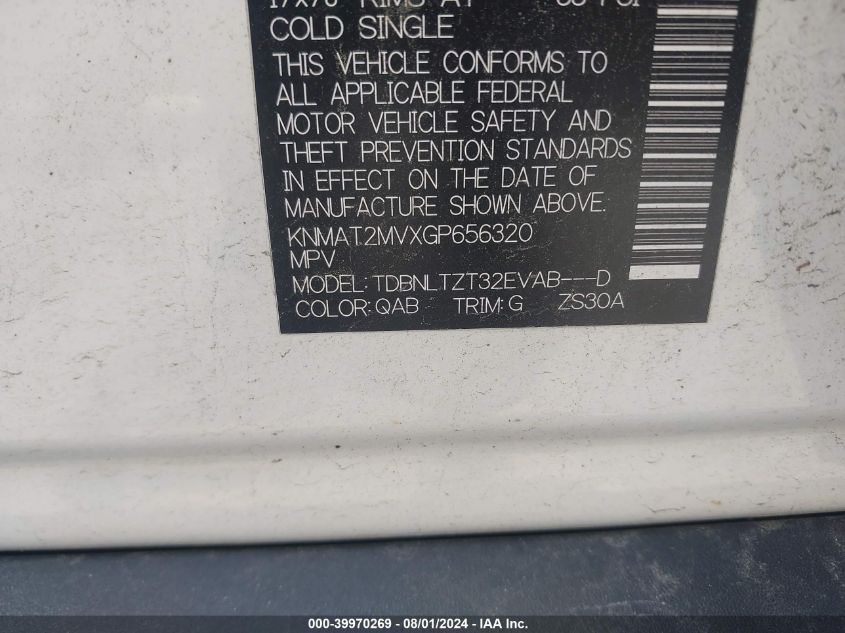 COLD SINGLE
THIS VEHICLE CONFORMS TO
ALL APPLICABLE FEDERAL
MOTOR VEHICLE SAFETY AND
THEFT PREVENTION STANDARDS
IN EFFECT ON THE DATE OF
MANUFACTURE SHOWN ABOVE.
KNMAT2MVXGP656320
MPV
MODEL: TDBNLTZT32EVAB---D
COLOR: QAB TRIM: G ZS30A
000-39970269 - 08/01/2024 - IAA Inc.